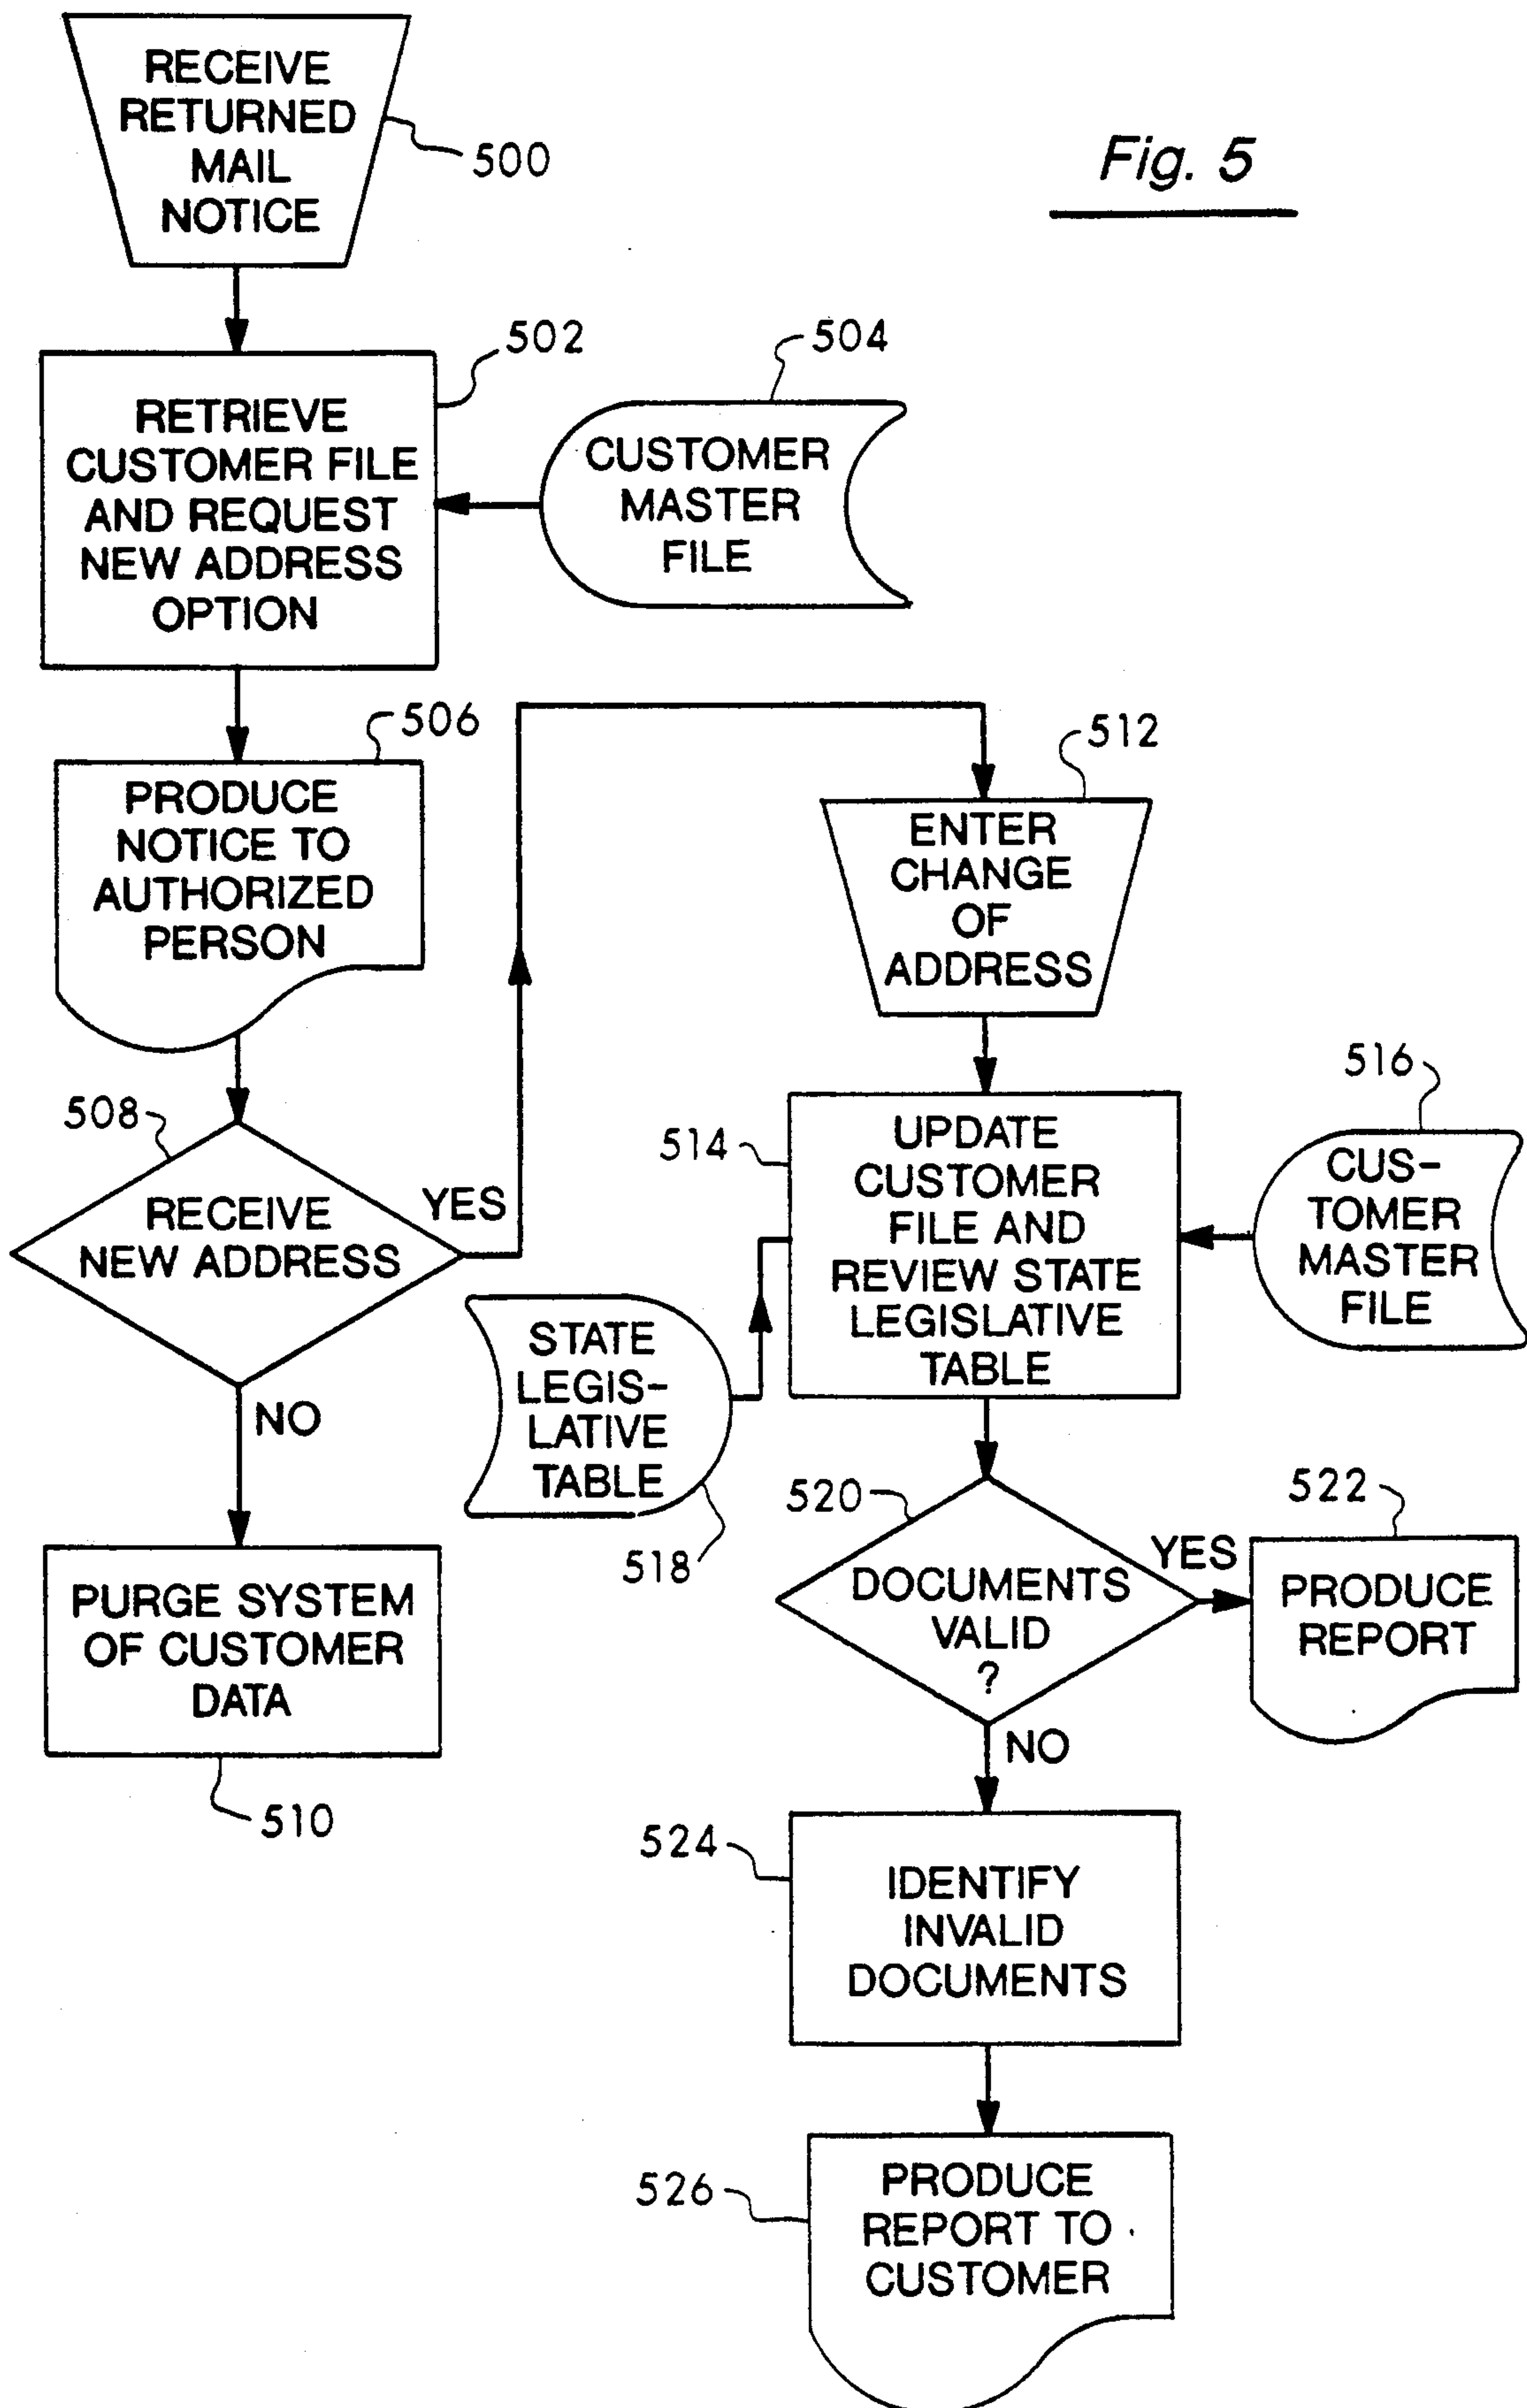 RECEIVE
RETURNED
MAIL
NOTICE
500
Fig. 5
502
RETRIEVE
CUSTOMER FILE
AND REQUEST
NEW ADDRESS
OPTION
504
CUSTOMER
MASTER
FILE
506
PRODUCE
NOTICE TO
AUTHORIZED
PERSON
508
RECEIVE
NEW ADDRESS
YES
NO
PURGE SYSTEM
OF CUSTOMER
DATA
510
512
ENTER
CHANGE
OF
ADDRESS
514
UPDATE
CUSTOMER
FILE AND
REVIEW STATE
LEGISLATIVE
TABLE
516
CUS-
TOMER
MASTER
FILE
STATE
LEGIS-
LATIVE
TABLE
518
520
DOCUMENTS
VALID
?
YES
522
PRODUCE
REPORT
NO
524
IDENTIFY
INVALID
DOCUMENTS
526
PRODUCE
REPORT TO
CUSTOMER